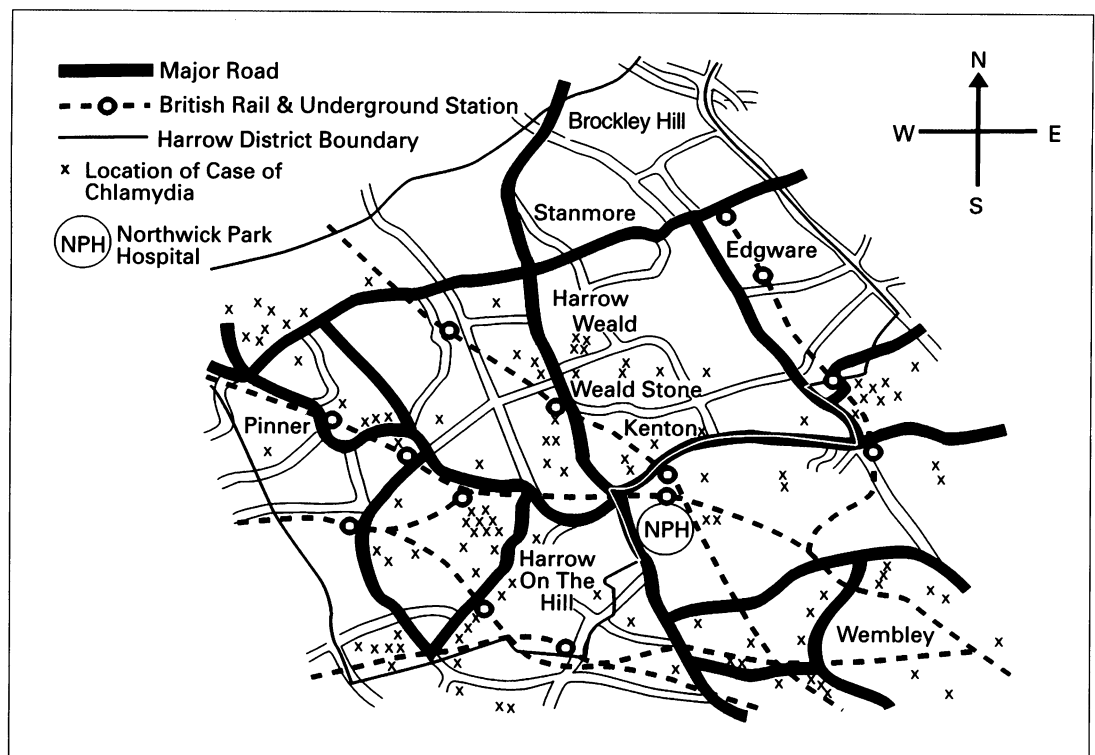 Major Road
British Rail & Underground Station
Harrow District Boundary
x Location of Case of
Chlamydia
NPH Northwick Park
Hospital
N
W E
S
Brockley Hill
Stanmore
Edgware
Harrow
Weald
Weald Stone
Pinner
Kenton
NPH
Harrow
On The
Hill
Wembley